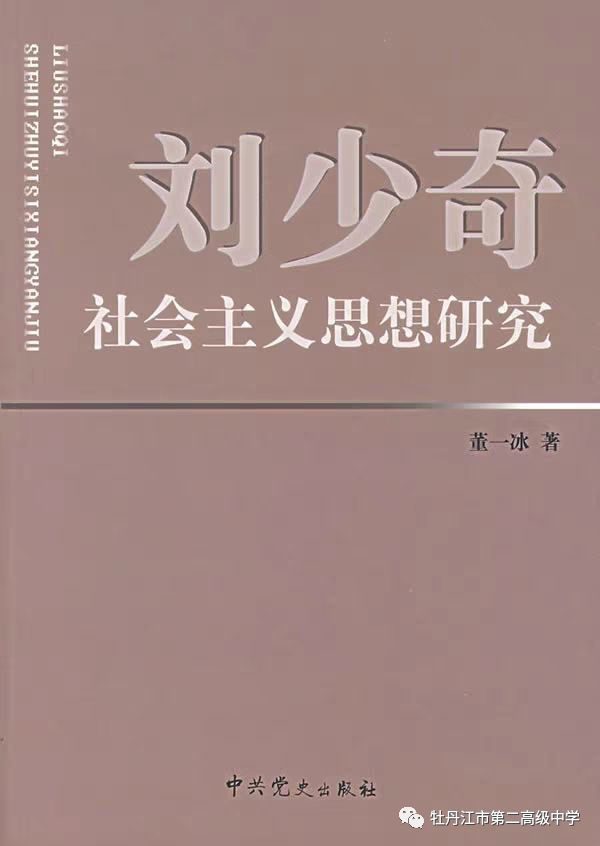 LIUSHAOQI
SHEHUIZHUYISIXIANGYANJIU
刘少奇
社会主义思想研究
董一冰 著
中共党史出版社
牡丹江市第二高级中学